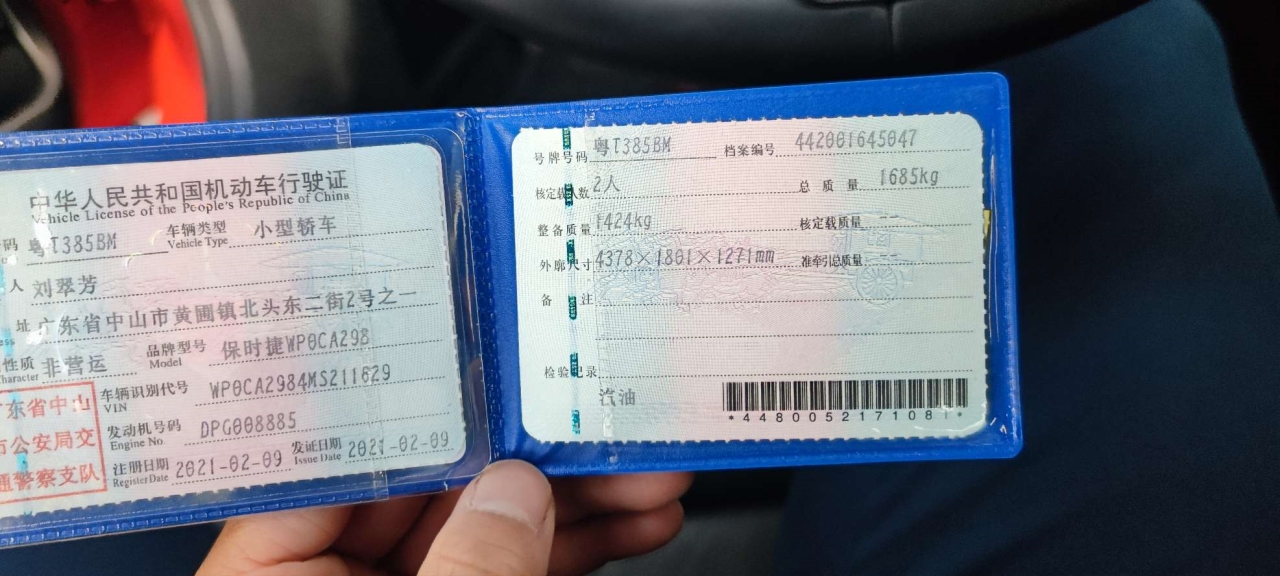 中华人民共和国机动车行驶证
Vehicle License of the People's Republic of China
码 粤T385BM 车辆类型 小型轿车
Vehicle Type
人 刘翠芳
址 广东省中山市黄圃镇北头东二街2号之一
性质 非营运 品牌型号 保时捷WP0CA298
Character Model
车辆识别代号 WP0CA2984MS211629
VIN
发动机号码 DPG008885
Engine No.
注册日期 2021-02-09 发证日期 2021-02-09
Register Date Issue Date
东省中山
公安局交
警察支队
号牌号码 粤T385BM 档案编号 442001645047
核定载人数 2人 总质量 1685kg
整备质量 1424kg 核定载质量 --
外廓尺寸 4378×1801×1271mm 准牵引总质量 --
备注
检验记录
汽油
*4480052171081*